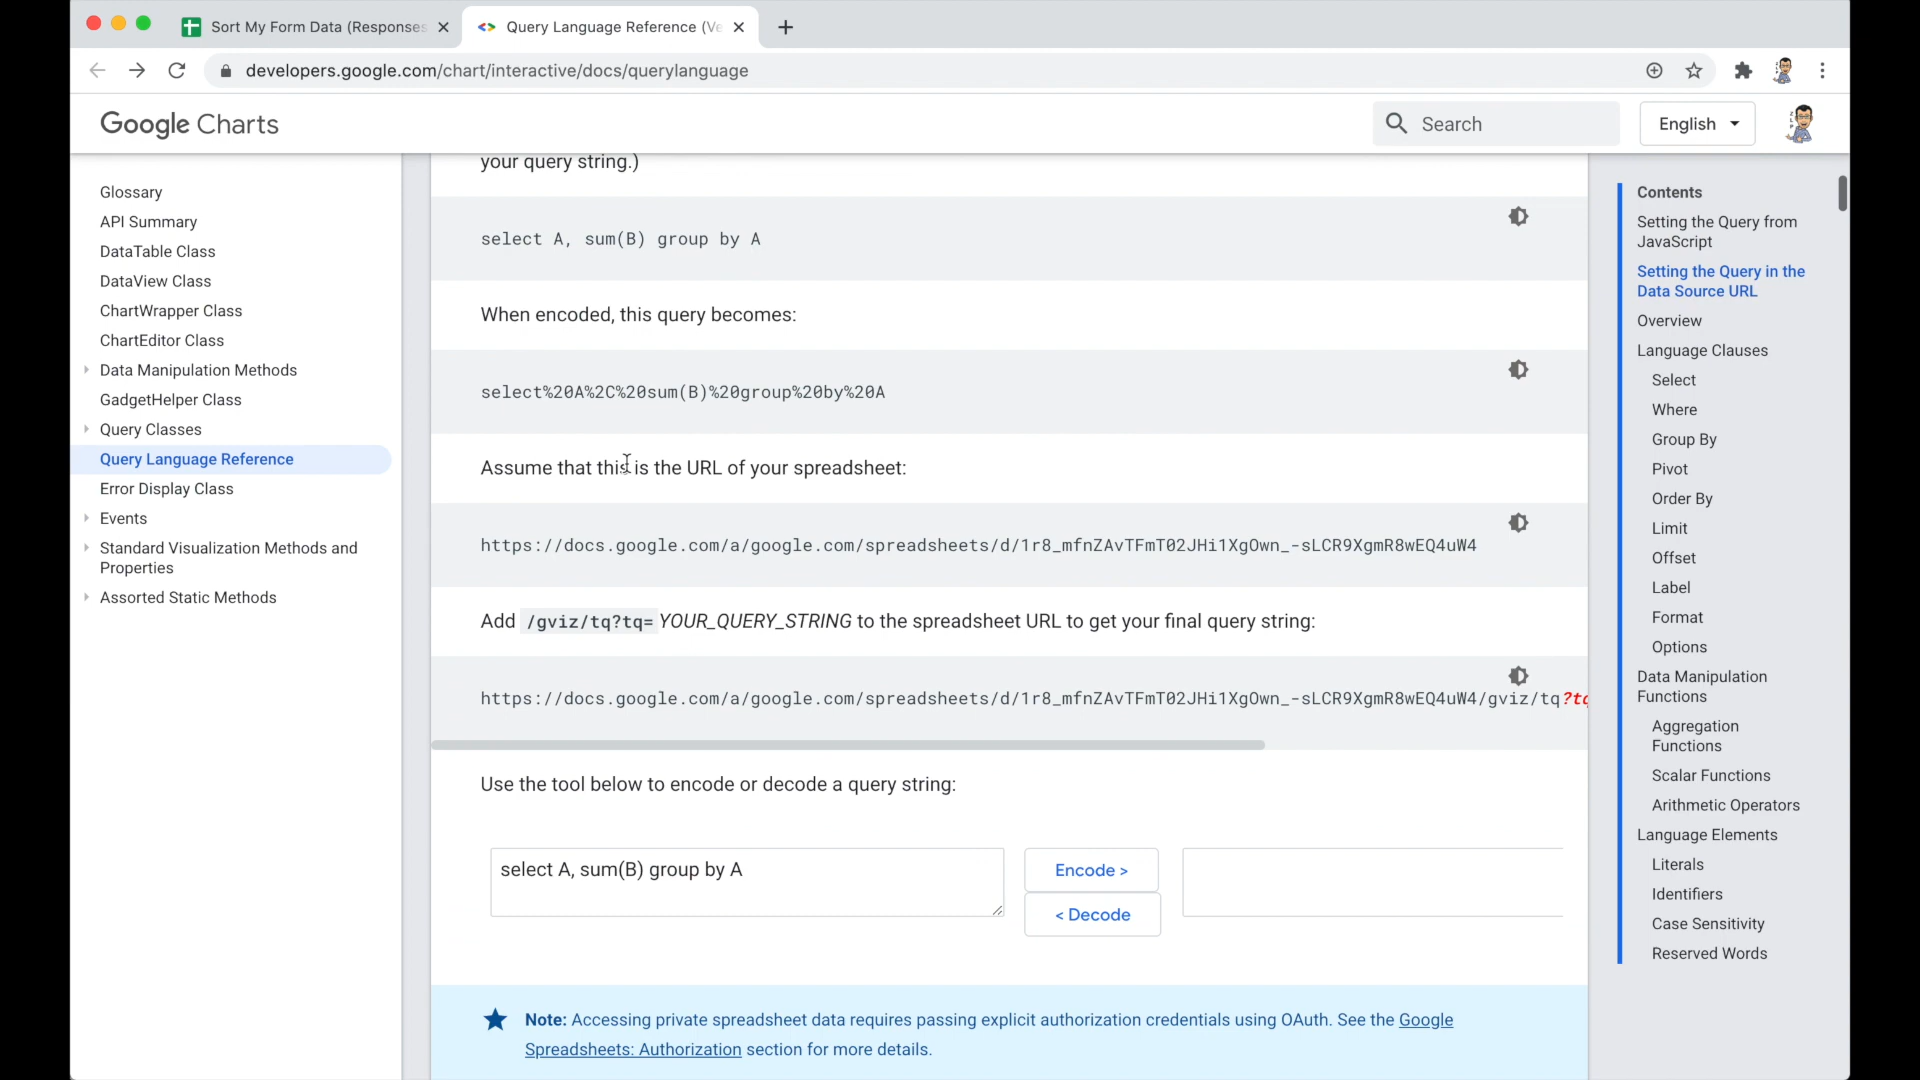 Sort My Form Data (Responses
Query Language Reference (Ve
developers.google.com/chart/interactive/docs/querylanguage
Google Charts
Search
English
Glossary
API Summary
DataTable Class
DataView Class
ChartWrapper Class
ChartEditor Class
Data Manipulation Methods
GadgetHelper Class
Query Classes
Query Language Reference
Error Display Class
Events
Standard Visualization Methods and
Properties
Assorted Static Methods
your query string.)
select A, sum(B) group by A
When encoded, this query becomes:
select%20A%2C%20sum(B)%20group%20by%20A
Assume that this is the URL of your spreadsheet:
https://docs.google.com/a/google.com/spreadsheets/d/1r8_mfnZAvTFmT02JHi1XgOwn_-sLCR9XgmR8wEQ4uW4
Add /gviz/tq?tq= YOUR_QUERY_STRING to the spreadsheet URL to get your final query string:
https://docs.google.com/a/google.com/spreadsheets/d/1r8_mfnZAvTFmT02JHi1XgOwn_-sLCR9XgmR8wEQ4uW4/gviz/tq?tq
Use the tool below to encode or decode a query string:
select A, sum(B) group by A
Encode >
< Decode
Note: Accessing private spreadsheet data requires passing explicit authorization credentials using OAuth. See the Google
Spreadsheets: Authorization section for more details.
Contents
Setting the Query from
JavaScript
Setting the Query in the
Data Source URL
Overview
Language Clauses
Select
Where
Group By
Pivot
Order By
Limit
Offset
Label
Format
Options
Data Manipulation
Functions
Aggregation
Functions
Scalar Functions
Arithmetic Operators
Language Elements
Literals
Identifiers
Case Sensitivity
Reserved Words